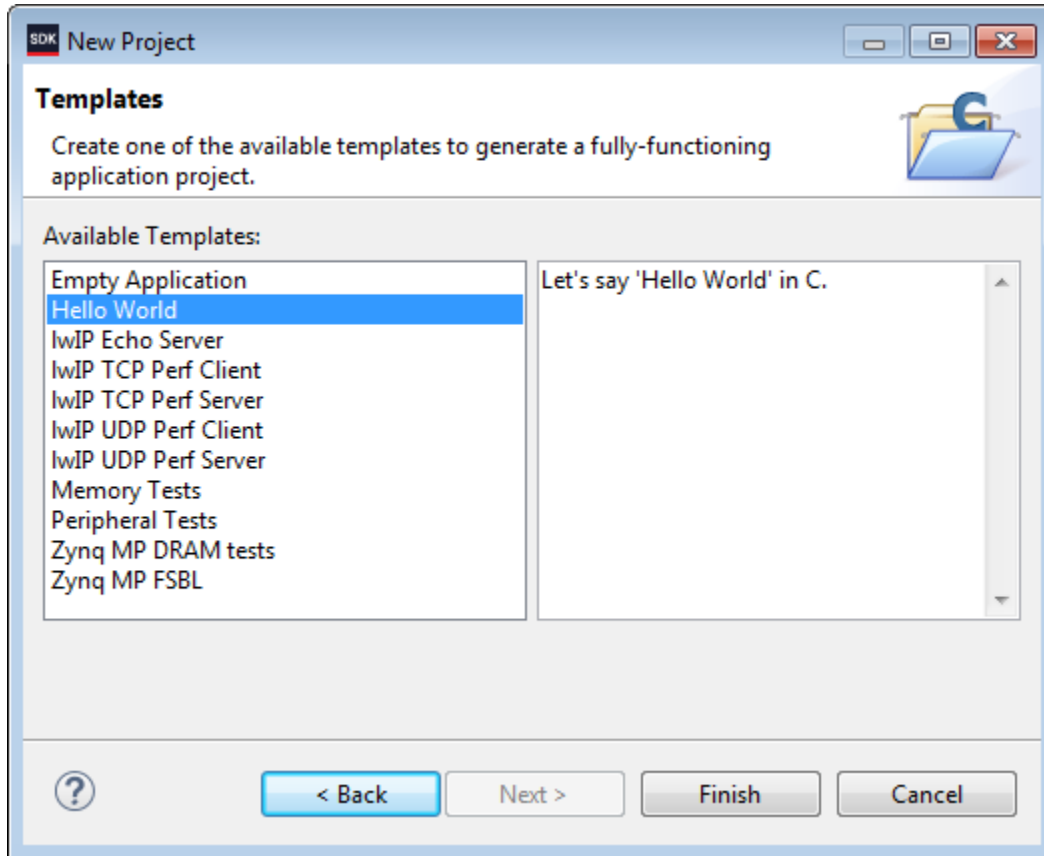 SDK New Project
Templates
Create one of the available templates to generate a fully-functioning
application project.
C
Available Templates:
Empty Application
Hello World
lwIP Echo Server
lwIP TCP Perf Client
lwIP TCP Perf Server
lwIP UDP Perf Client
lwIP UDP Perf Server
Memory Tests
Peripheral Tests
Zynq MP DRAM tests
Zynq MP FSBL
Let's say 'Hello World' in C.
? < Back Next > Finish Cancel